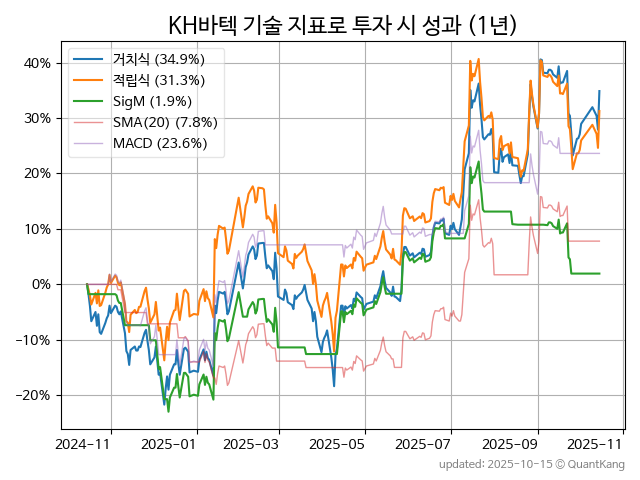 KH바텍 기술 지표로 투자 시 성과 (1년)
거치식 (34.9%)
적립식 (31.3%)
SigM (1.9%)
SMA(20) (7.8%)
MACD (23.6%)
40%
30%
20%
10%
0%
−10%
−20%
2024-11 2025-01 2025-03 2025-05 2025-07 2025-09 2025-11
updated: 2025-10-15 © QuantKang